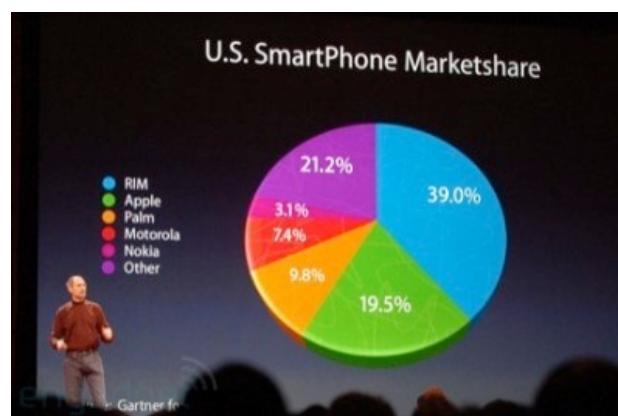 U.S. SmartPhone Marketshare
RIM
Apple
Palm
Motorola
Nokia
Other
21.2%
39.0%
3.1%
7.4%
9.8%
19.5%
Gartner